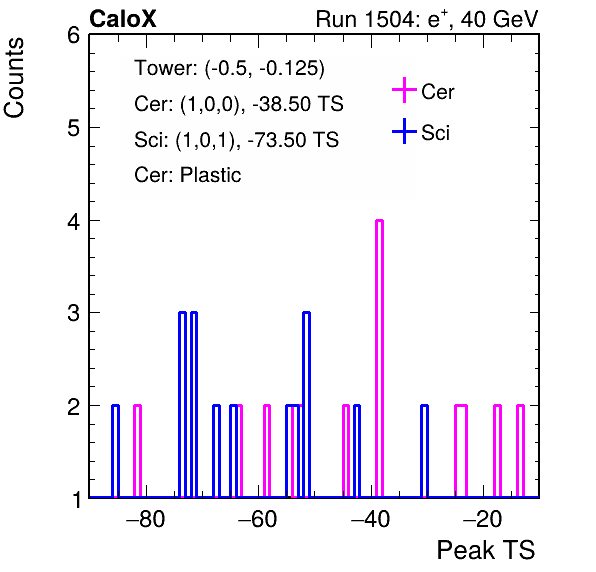 CaloX Run 1504: e⁺, 40 GeV
Counts
6
5
4
3
2
1
Tower: (-0.5, -0.125)
Cer: (1,0,0), -38.50 TS
Sci: (1,0,1), -73.50 TS
Cer: Plastic
Cer
Sci
−80 −60 −40 −20
Peak TS